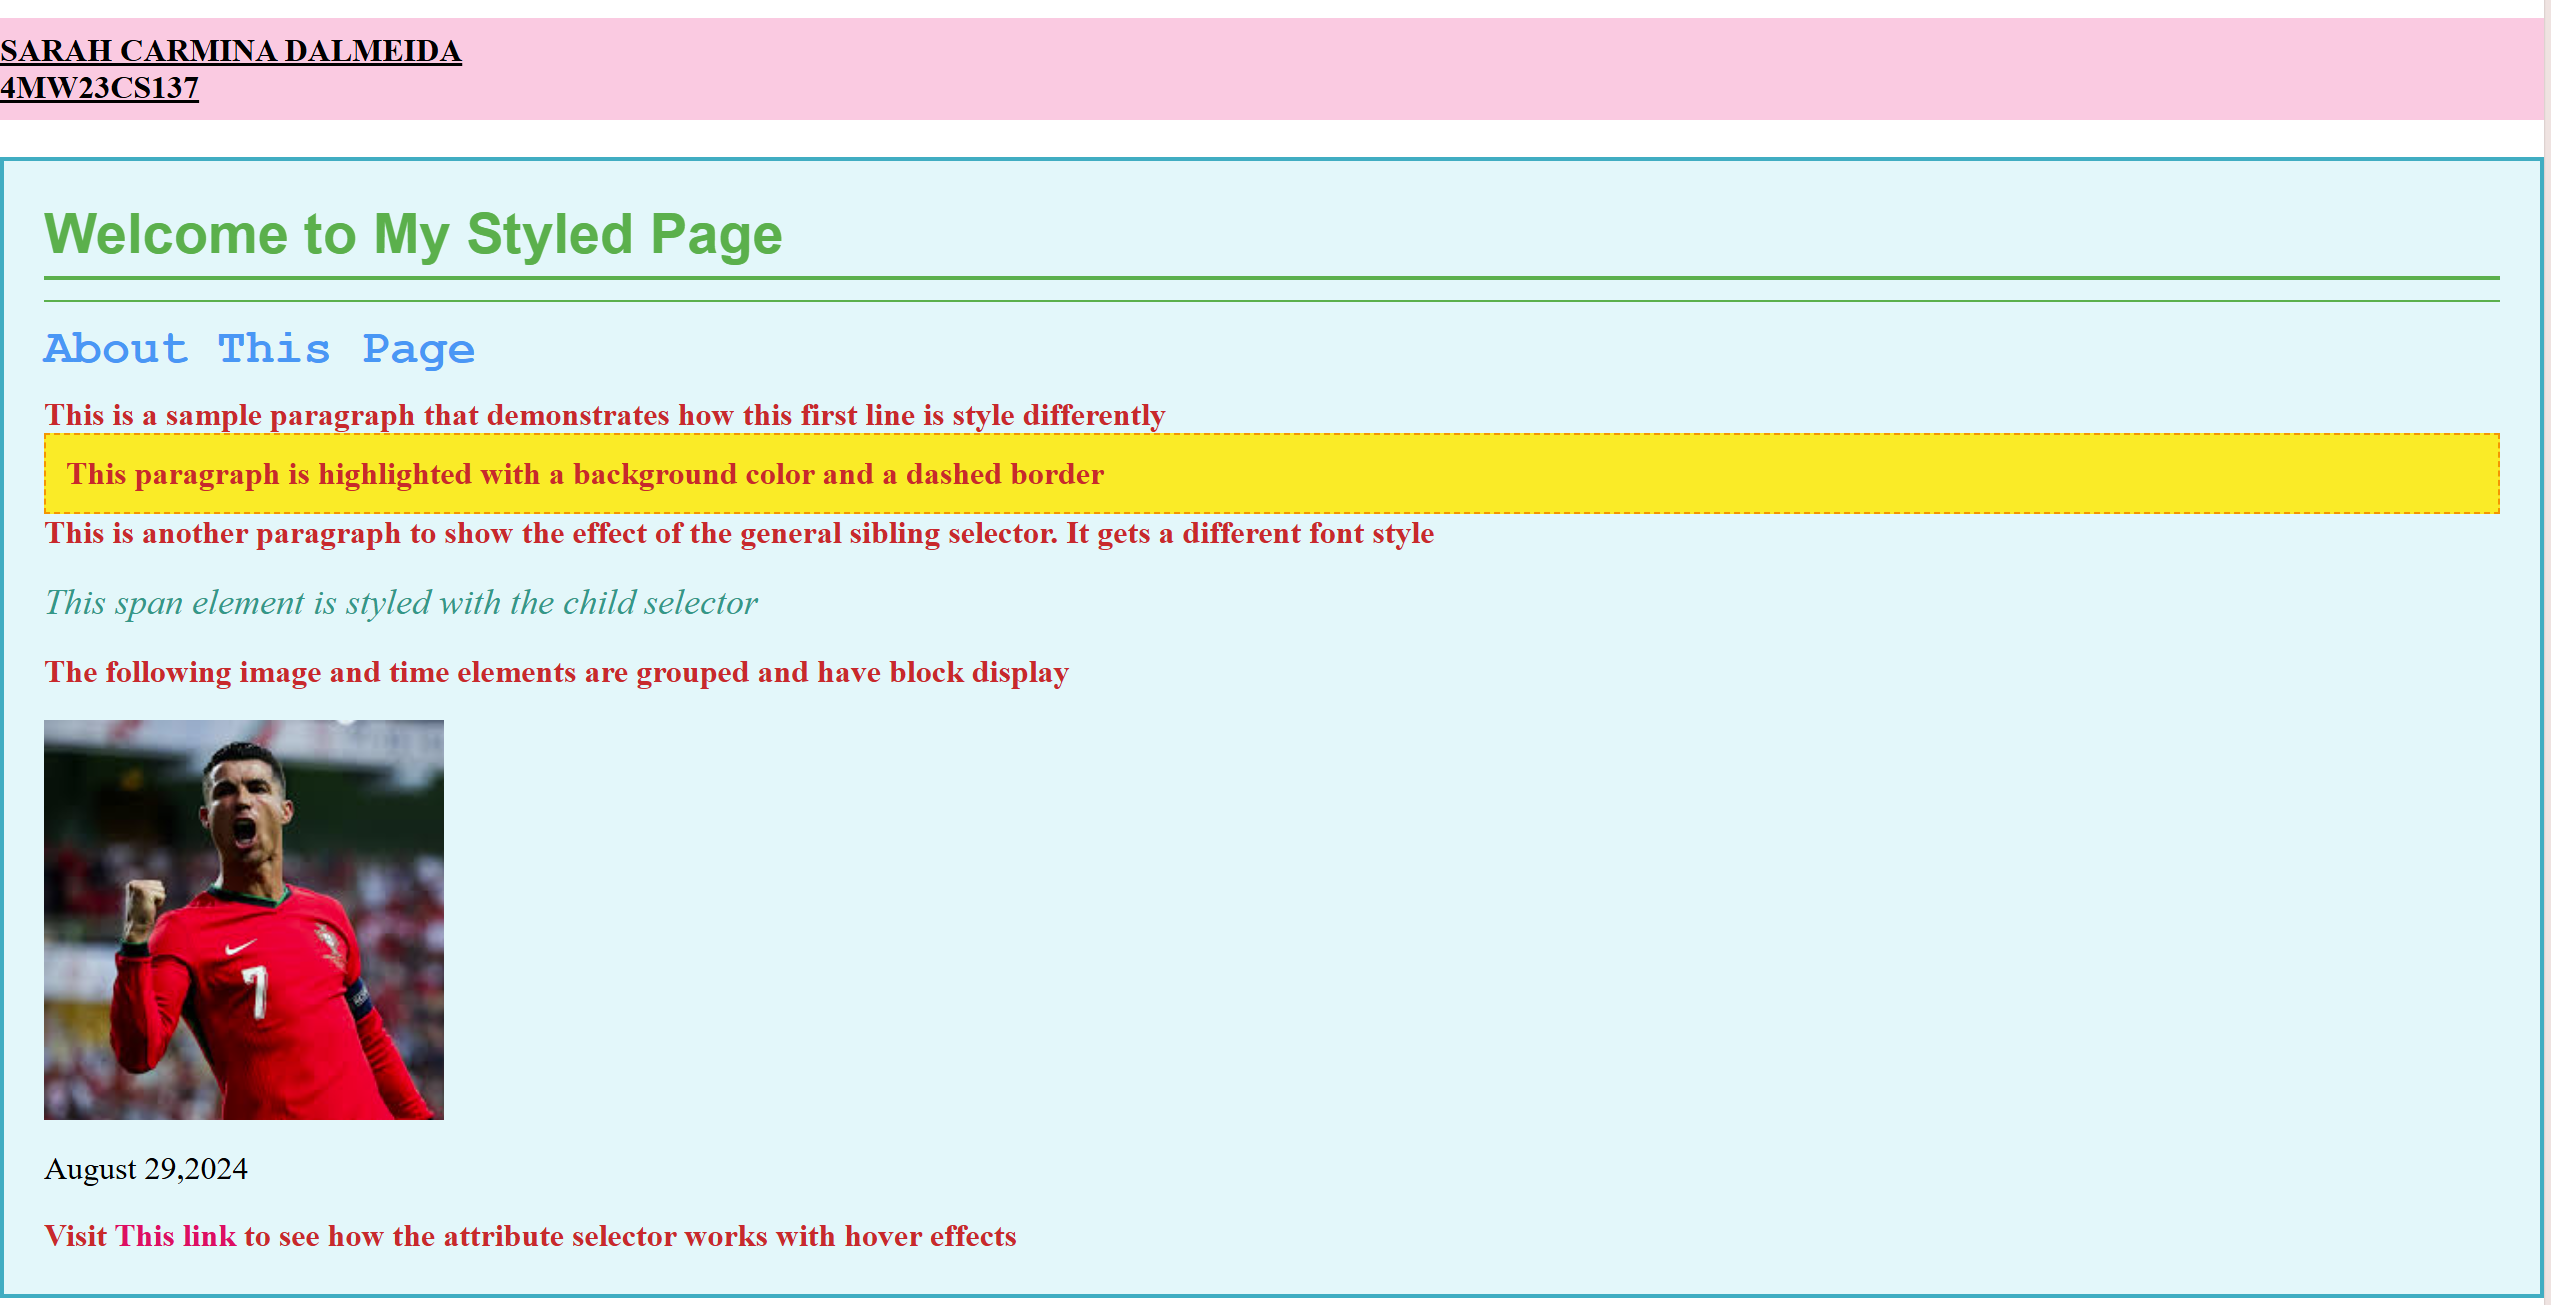 SARAH CARMINA DALMEIDA
4MW23CS137
Welcome to My Styled Page
About This Page
This is a sample paragraph that demonstrates how this first line is style differently
This paragraph is highlighted with a background color and a dashed border
This is another paragraph to show the effect of the general sibling selector. It gets a different font style
This span element is styled with the child selector
The following image and time elements are grouped and have block display
7
August 29,2024
Visit This link to see how the attribute selector works with hover effects